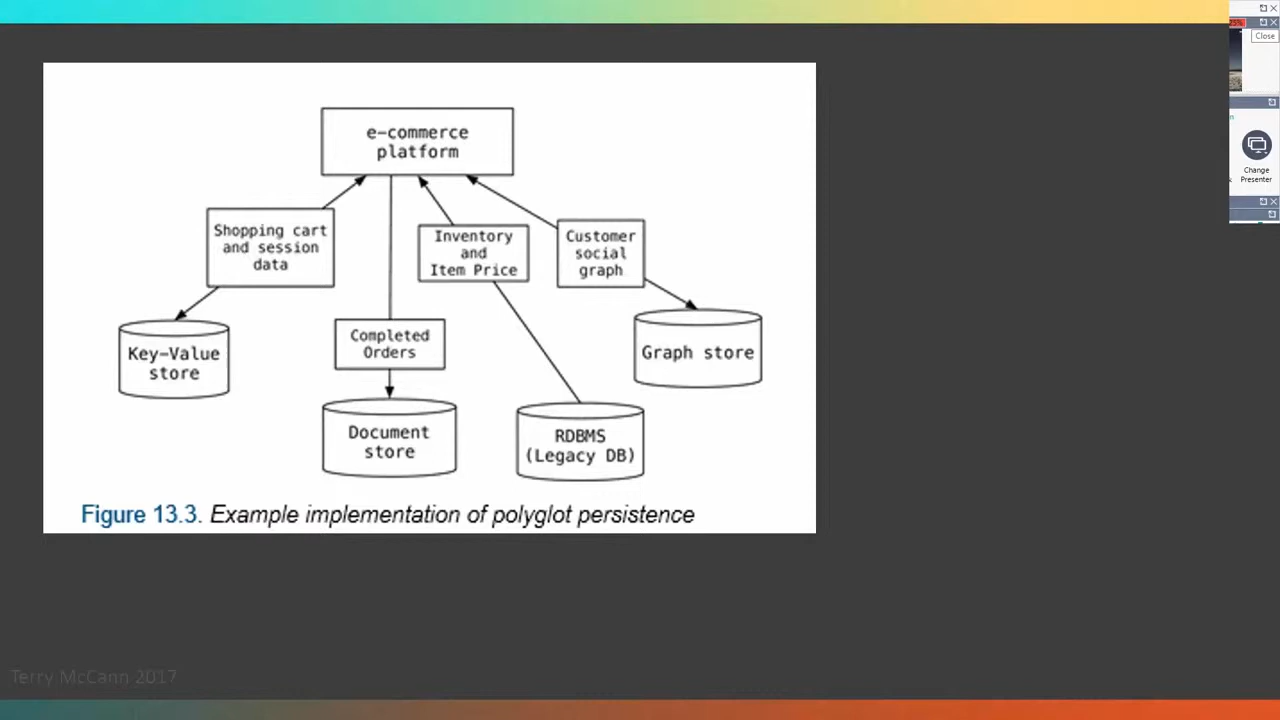 e-commerce
platform
Shopping cart
and session
data
Inventory
and
Item Price
Customer
social
graph
Completed
Orders
Key-Value
store
Document
store
RDBMS
(Legacy DB)
Graph store
Figure 13.3. Example implementation of polyglot persistence
Terry McCann 2017
Close
Change
Presenter